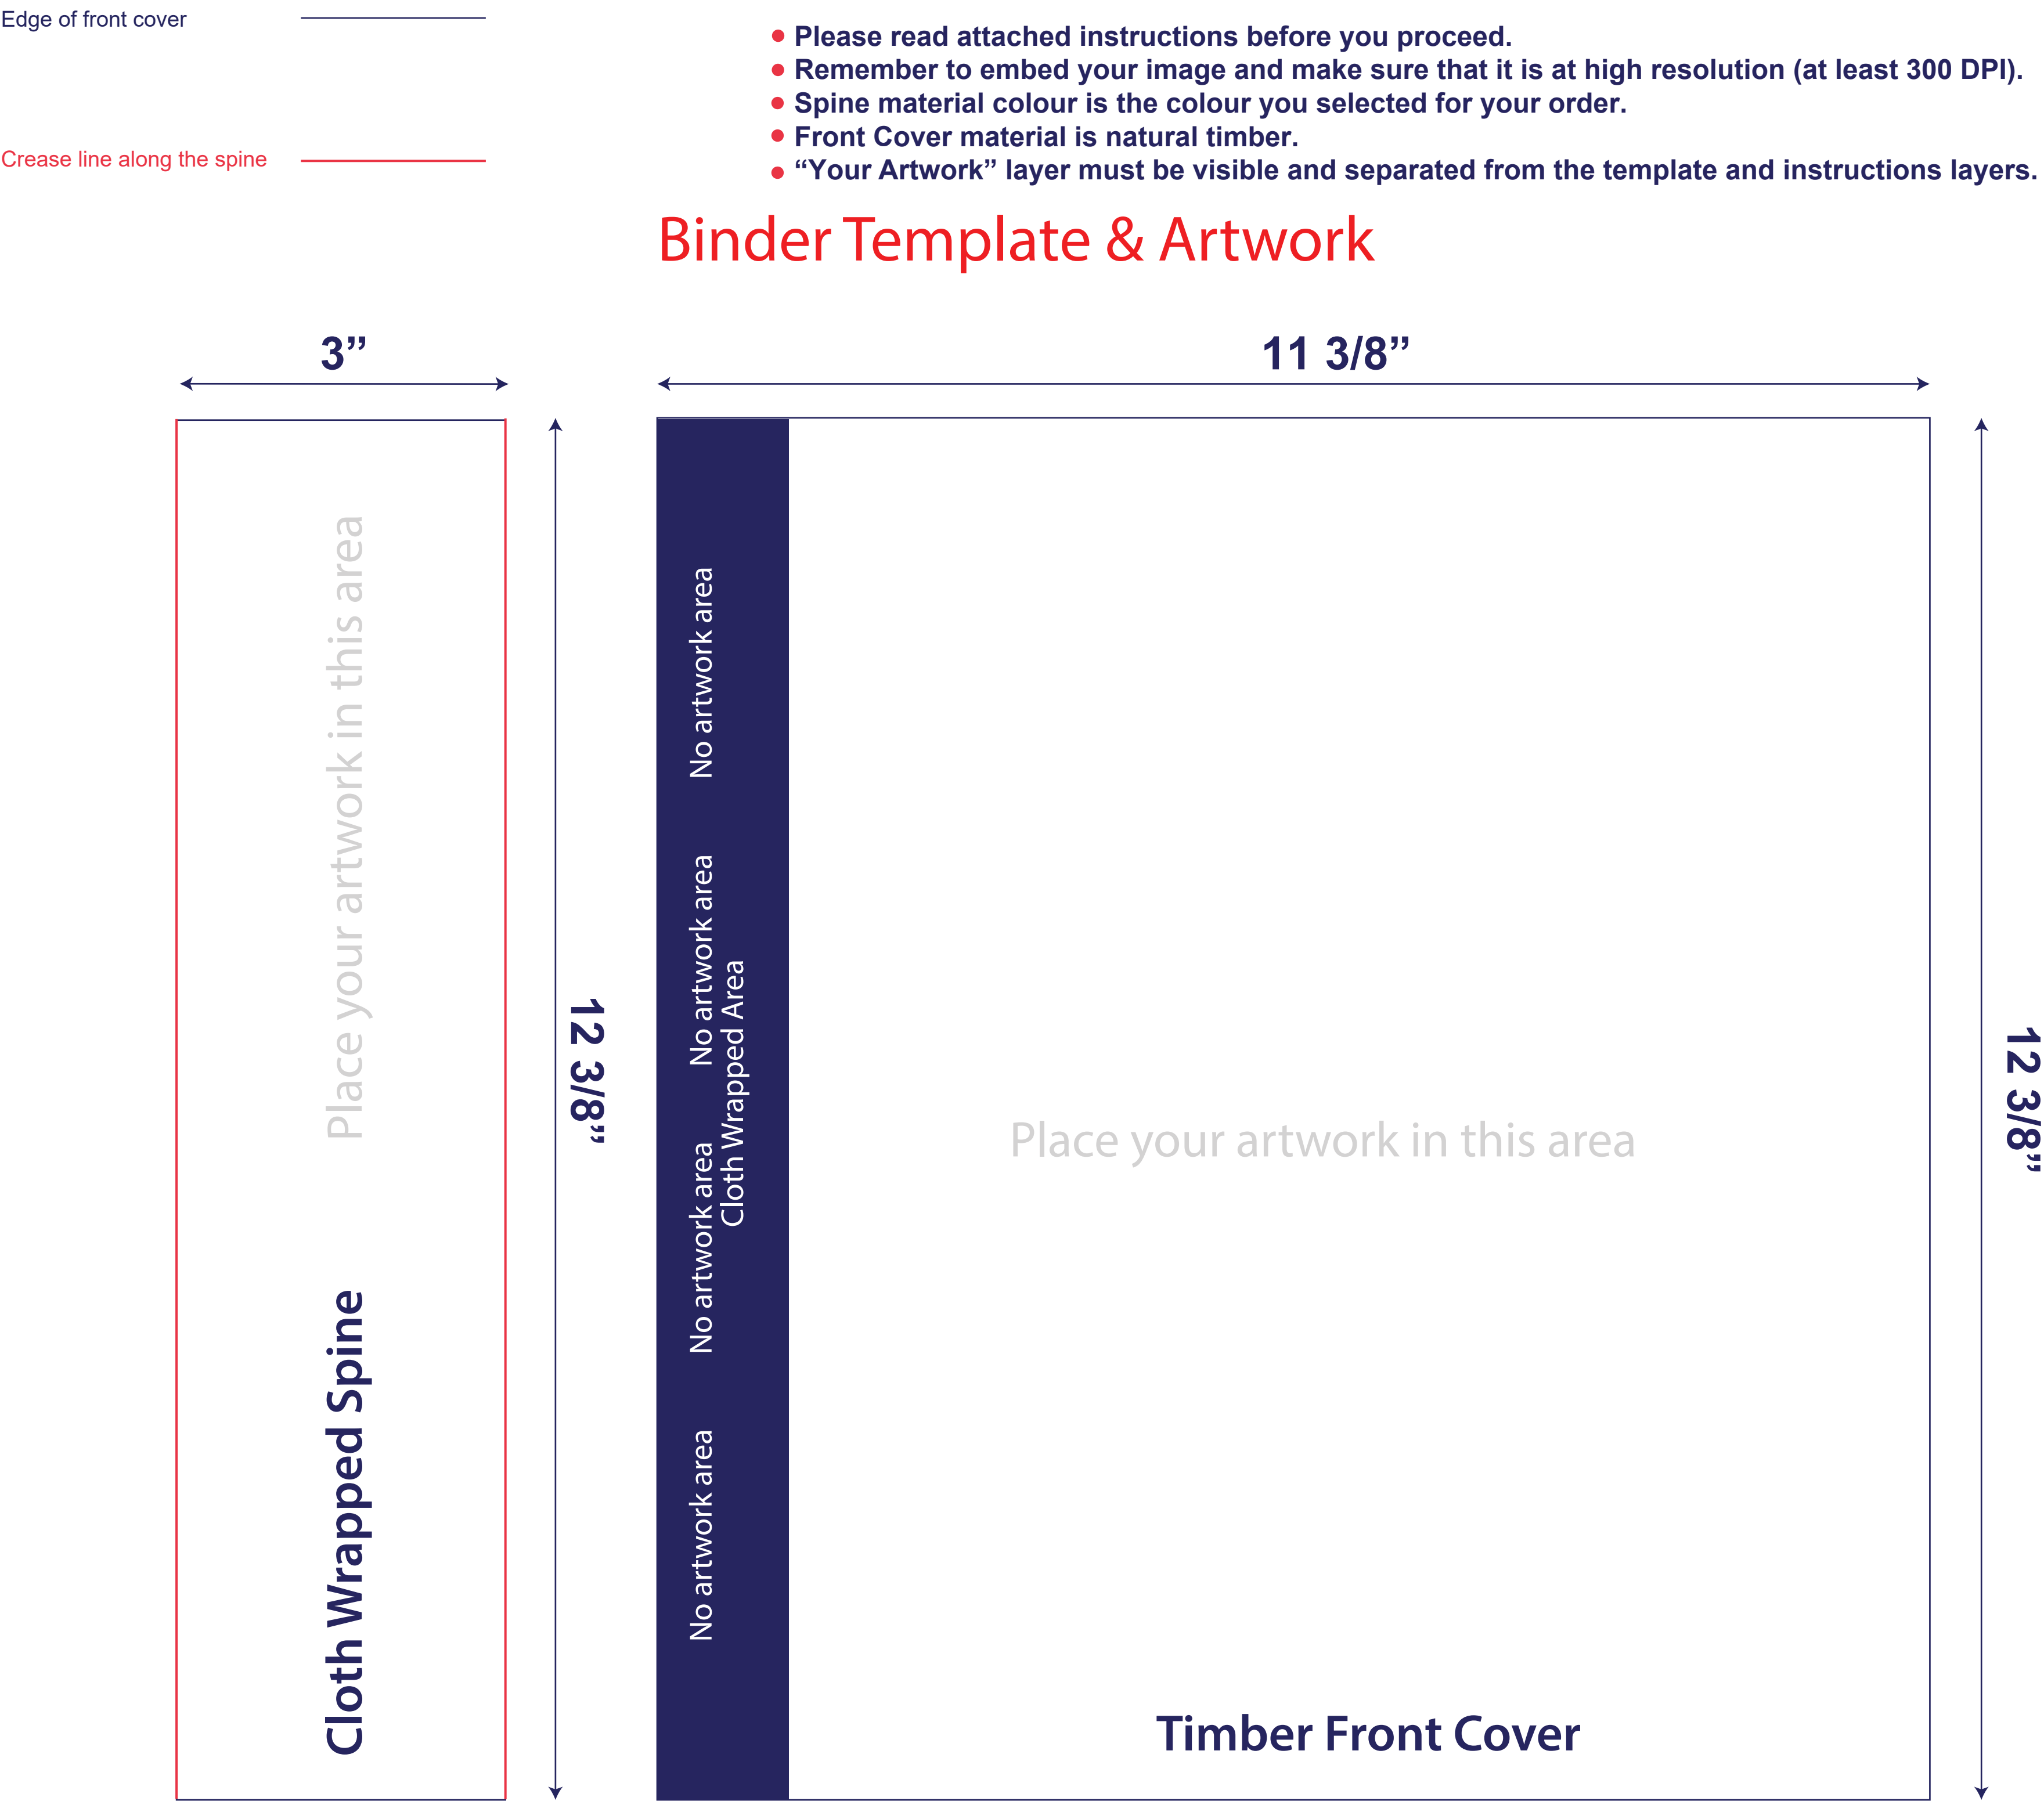 Edge of front cover
Crease line along the spine
Please read attached instructions before you proceed.
Remember to embed your image and make sure that it is at high resolution (at least 300 DPI).
Spine material colour is the colour you selected for your order.
Front Cover material is natural timber.
“Your Artwork” layer must be visible and separated from the template and instructions layers.
Binder Template & Artwork
3”
11 3/8”
Place your artwork in this area
Cloth Wrapped Spine
12 3/8”
No artwork area
No artwork area
No artwork area
No artwork area
Cloth Wrapped Area
Place your artwork in this area
Timber Front Cover
12 3/8”